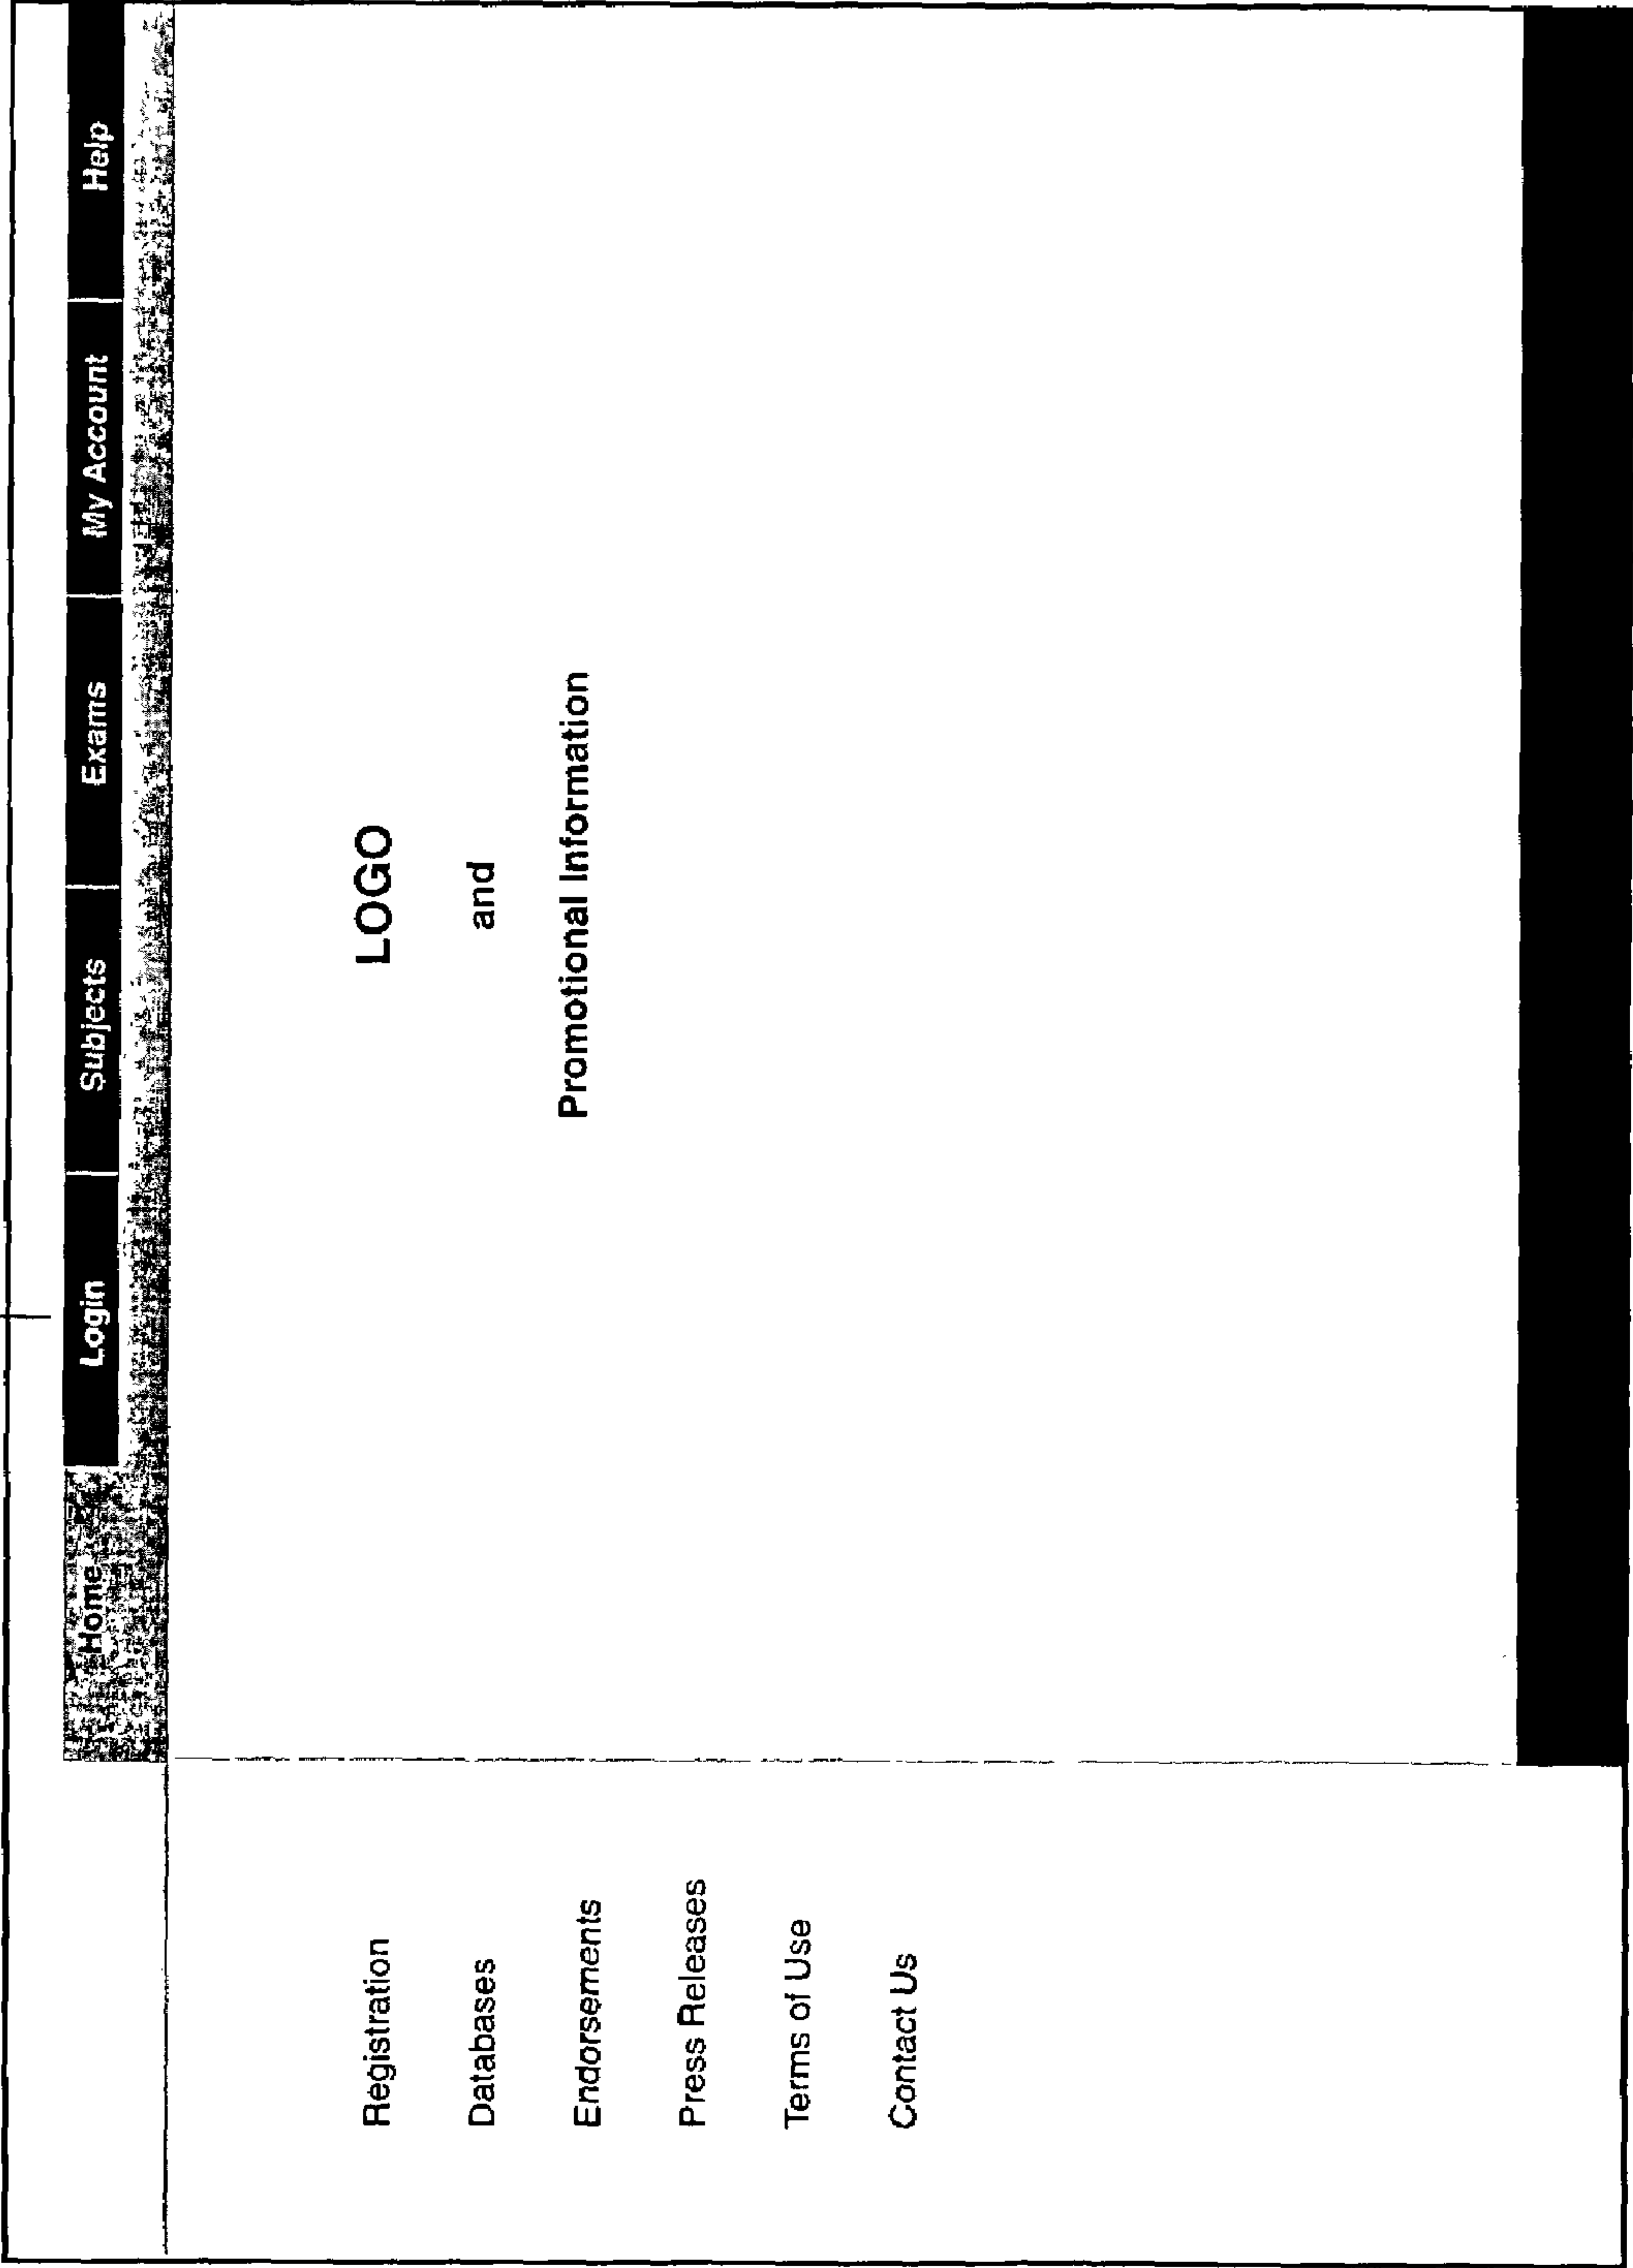 Home Login Subjects Exams My Account Help
Registration
Databases
Endorsements
Press Releases
Terms of Use
Contact Us
LOGO
and
Promotional Information